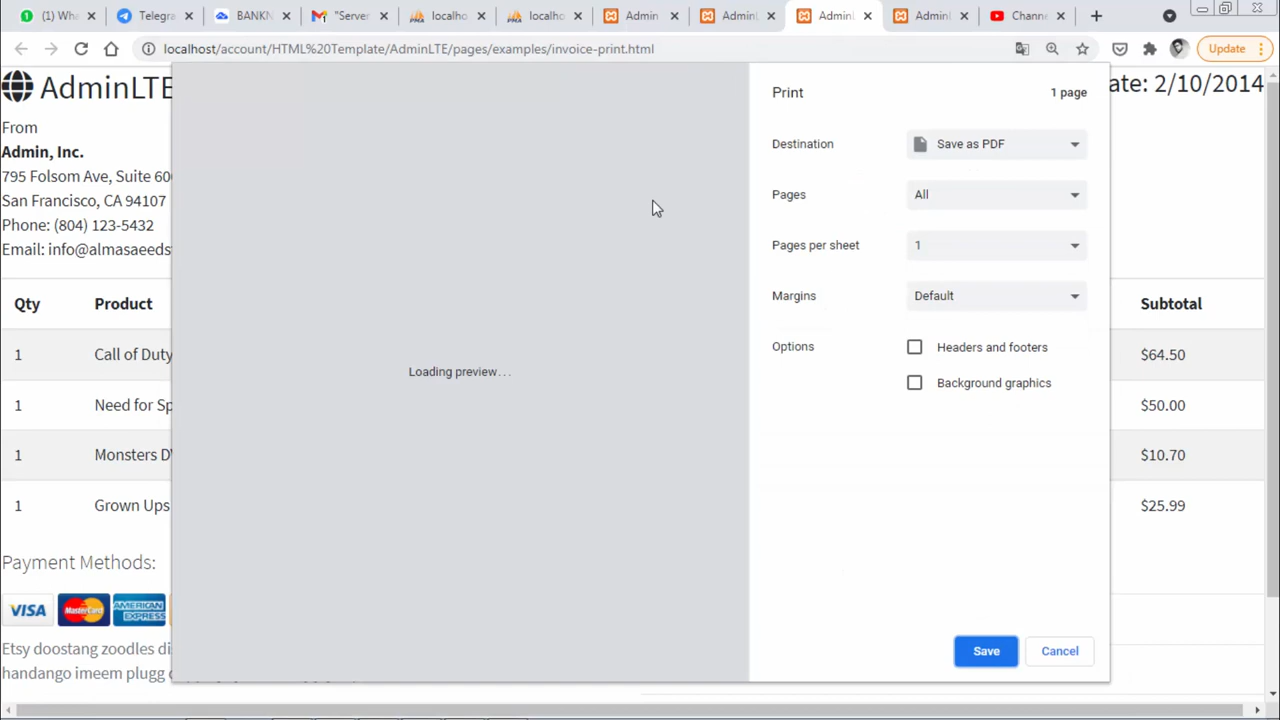 (1) Wha
Telegra
BANKN
"Server
localho
localho
Admin
AdminL
AdminL
AdminL
Channe
localhost/account/HTML%20Template/AdminLTE/pages/examples/invoice-print.html
Update
AdminLTE
ate: 2/10/2014
From
Admin, Inc.
795 Folsom Ave, Suite 60
San Francisco, CA 94107
Phone: (804) 123-5432
Email: info@almasaeeds
Qty Product Subtotal
1 Call of Duty $64.50
1 Need for Sp $50.00
1 Monsters D $10.70
1 Grown Ups $25.99
Payment Methods:
VISA MasterCard AMERICAN EXPRESS
Etsy doostang zoodles di
handango imeem plugg
Loading preview...
Print 1 page
Destination Save as PDF
Pages All
Pages per sheet 1
Margins Default
Options Headers and footers
Background graphics
Save Cancel